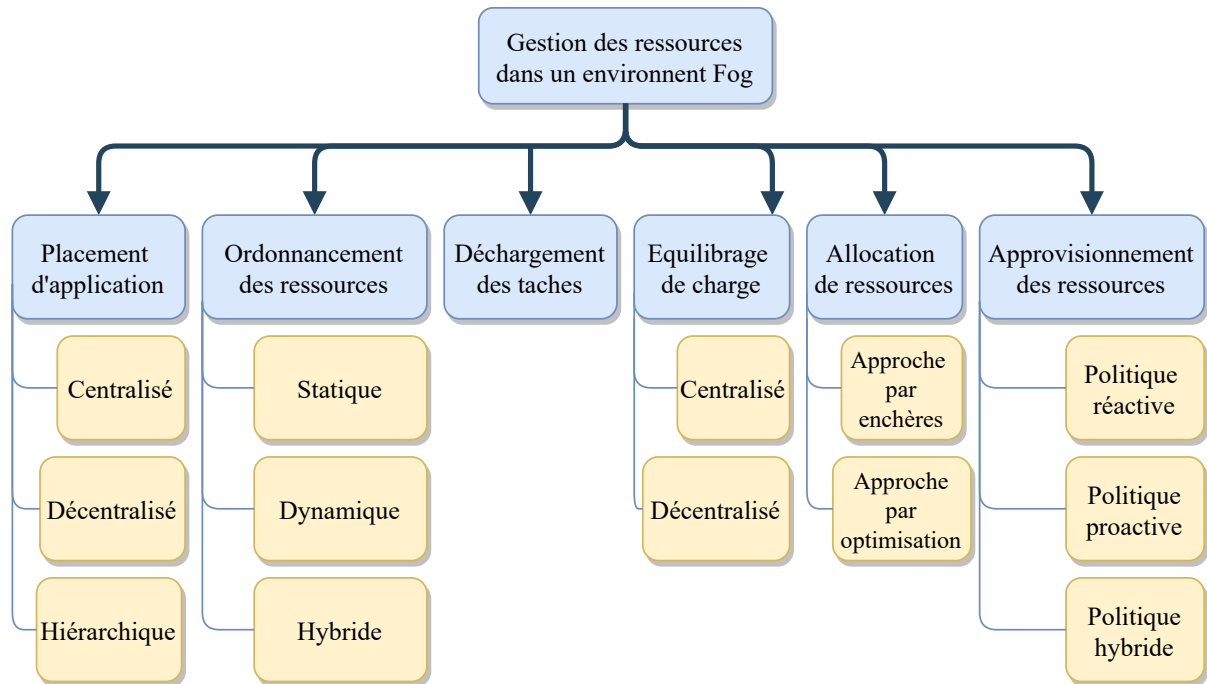 Gestion des ressources
dans un environnent Fog
Placement
d'application
Ordonnancement
des ressources
Déchargement
des taches
Equilibrage
de charge
Allocation
de ressources
Approvisionnement
des ressources
Centralisé
Décentralisé
Hiérarchique
Statique
Dynamique
Hybride
Centralisé
Décentralisé
Approche
par
enchères
Approche
par
optimisation
Politique
réactive
Politique
proactive
Politique
hybride